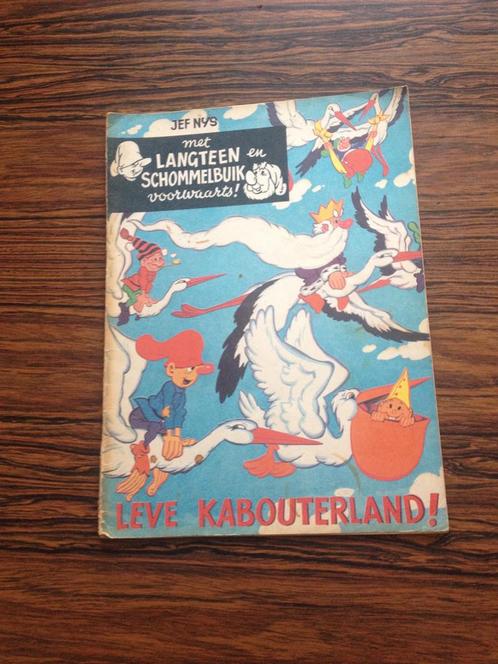 JEF NYS
met
LANGTEEN en
SCHOMMELBUIK
voorwaarts!
LEVE KABOUTERLAND!